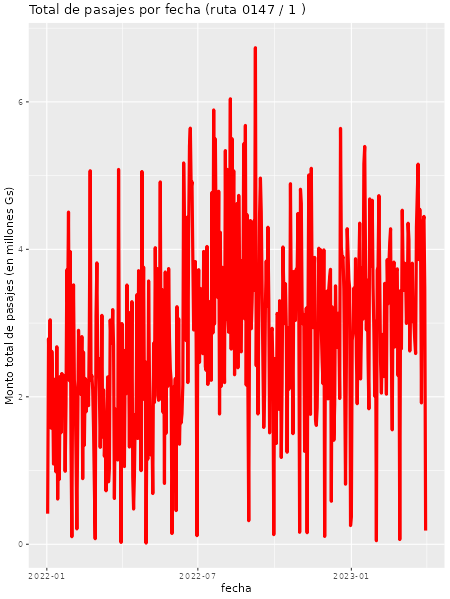 Total de pasajes por fecha (ruta 0147 / 1 )
Monto total de pasajes (en millones Gs)
6
4
2
0
2022-01 2022-07 2023-01
fecha